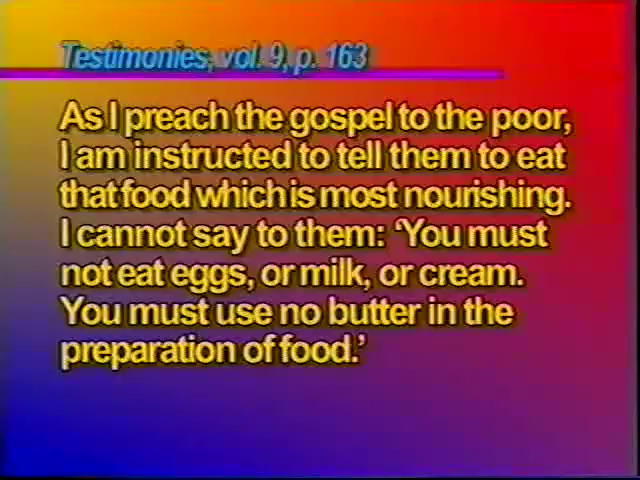 Testimonies, vol. 9, p. 163
As I preach the gospel to the poor,
I am instructed to tell them to eat
that food which is most nourishing.
I cannot say to them: ‘You must
not eat eggs, or milk, or cream.
You must use no butter in the
preparation of food.’